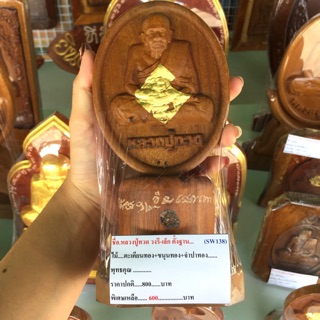 หลวงปู่ทวด
ชื่อ.หลวงปู่ทวด วงรี-เล็ก ตั้งฐาน... (SW138)
ไม้....ตะเคียนทอง+ขนุนทอง+จำปาทอง......
พุทธคุณ ............
ราคาปกติ......800......บาท
พิเศษเหลือ...... 600..................บาท